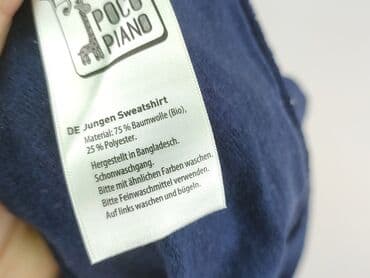 POCO
PIANO
DE Jungen Sweatshirt
Material: 75 % Baumwolle (Bio),
25 % Polyester.
Hergestellt in Bangladesch.
Schonwaschgang.
Bitte mit ähnlichen Farben waschen.
Bitte Feinwaschmittel verwenden.
Auf links waschen und bügeln.